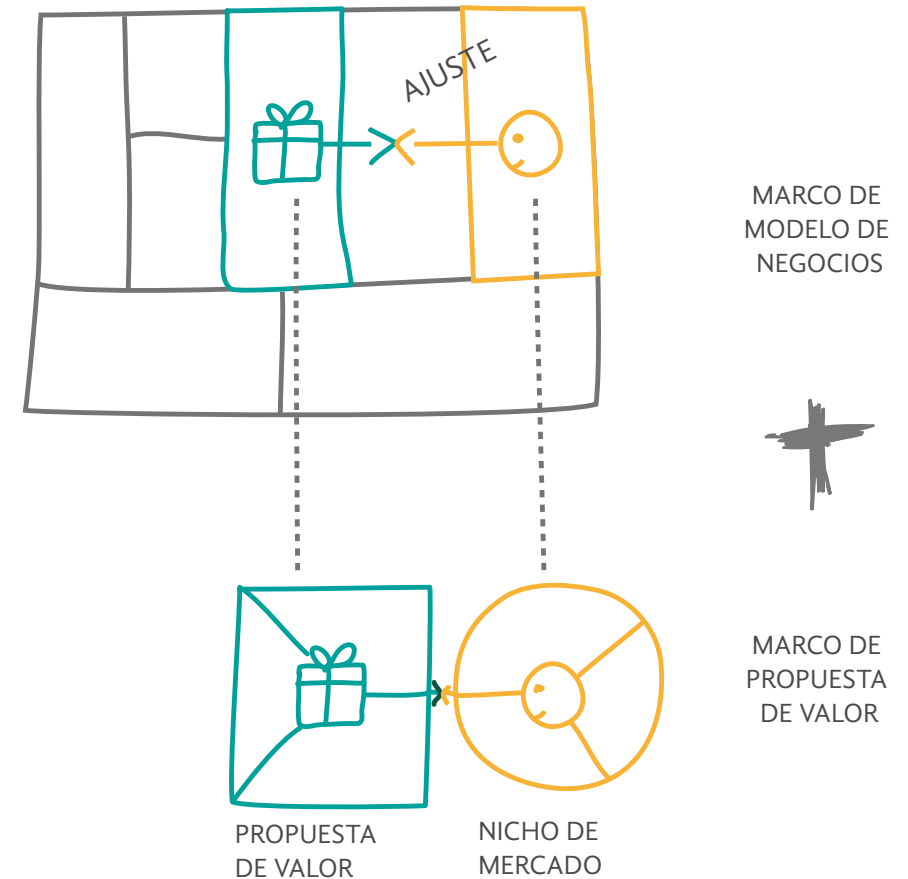 AJUSTE
MARCO DE
MODELO DE
NEGOCIOS
MARCO DE
PROPUESTA
DE VALOR
PROPUESTA
DE VALOR
NICHO DE
MERCADO